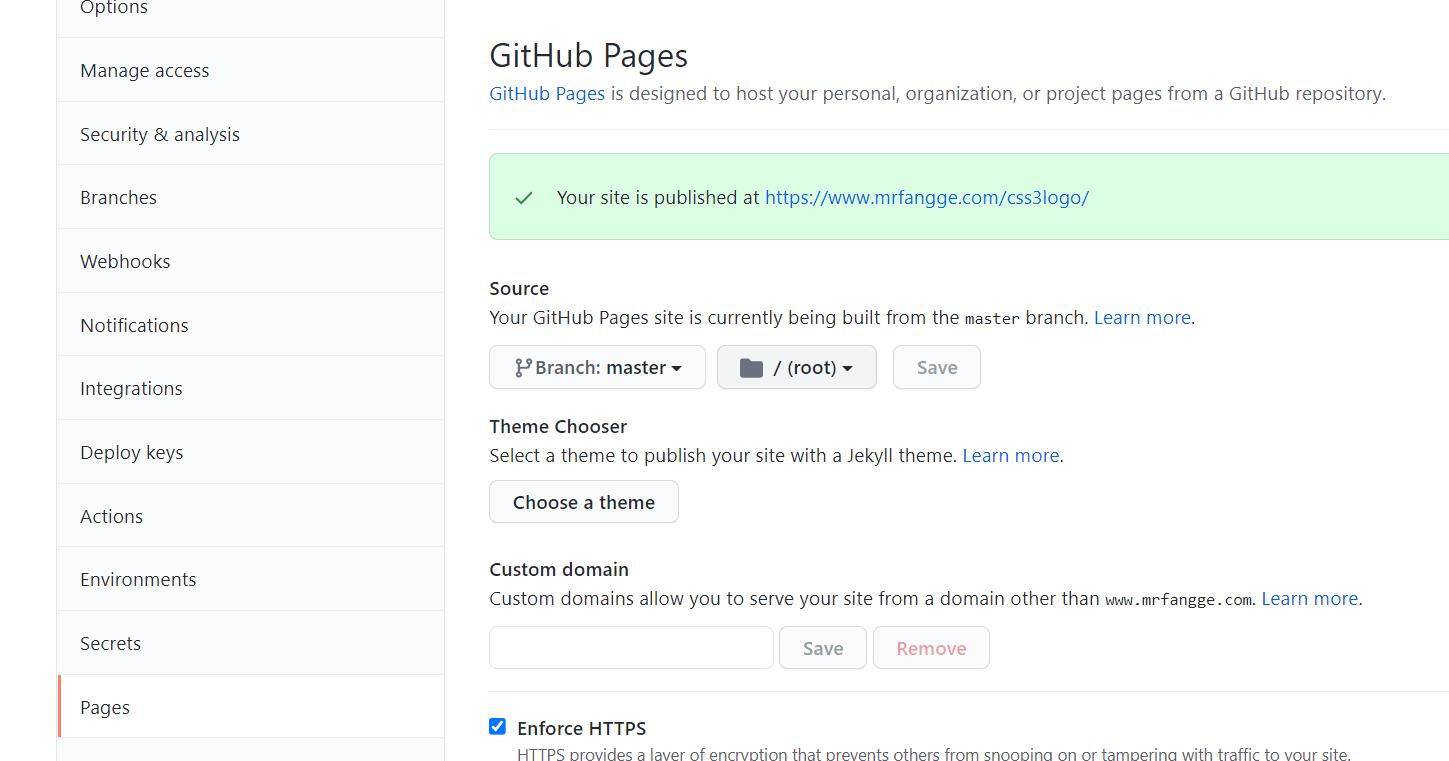 Options
Manage access
Security & analysis
Branches
Webhooks
Notifications
Integrations
Deploy keys
Actions
Environments
Secrets
Pages
GitHub Pages
GitHub Pages is designed to host your personal, organization, or project pages from a GitHub repository.
Your site is published at https://www.mrfangge.com/css3logo/
Source
Your GitHub Pages site is currently being built from the master branch. Learn more.
Branch: master / (root) Save
Theme Chooser
Select a theme to publish your site with a Jekyll theme. Learn more.
Choose a theme
Custom domain
Custom domains allow you to serve your site from a domain other than www.mrfangge.com. Learn more.
Save Remove
Enforce HTTPS
HTTPS provides a layer of encryption that prevents others from snooping on or tampering with traffic to your site.